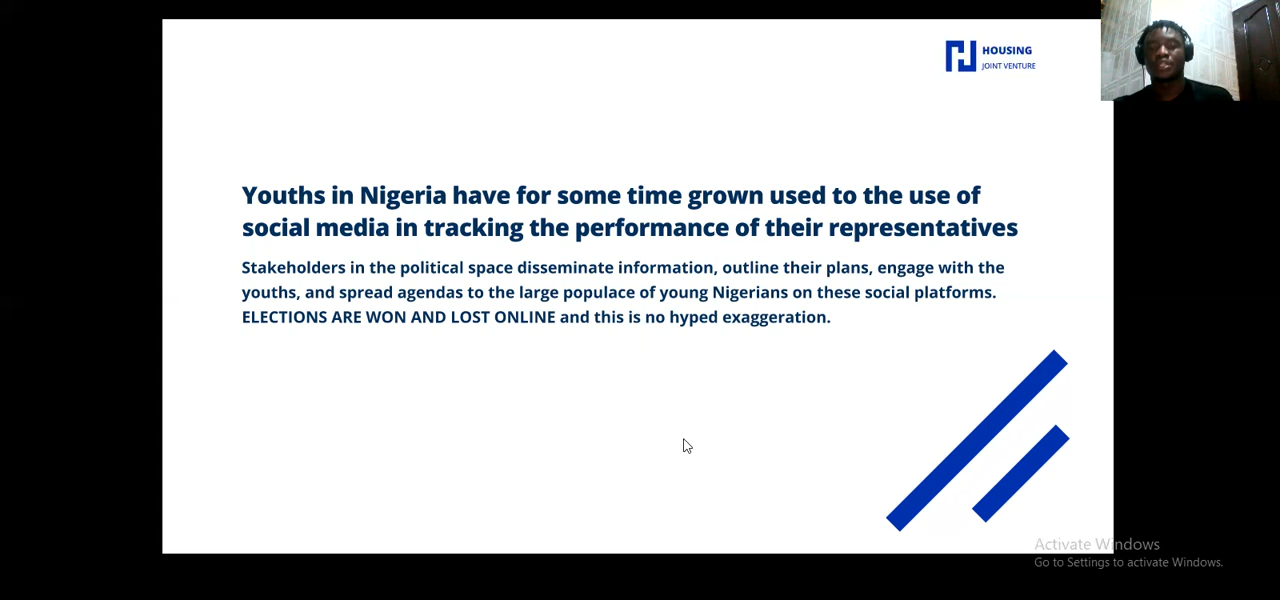 HOUSING
JOINT VENTURE
Youths in Nigeria have for some time grown used to the use of
social media in tracking the performance of their representatives
Stakeholders in the political space disseminate information, outline their plans, engage with the
youths, and spread agendas to the large populace of young Nigerians on these social platforms.
ELECTIONS ARE WON AND LOST ONLINE and this is no hyped exaggeration.
Activate Windows
Go to Settings to activate Windows.